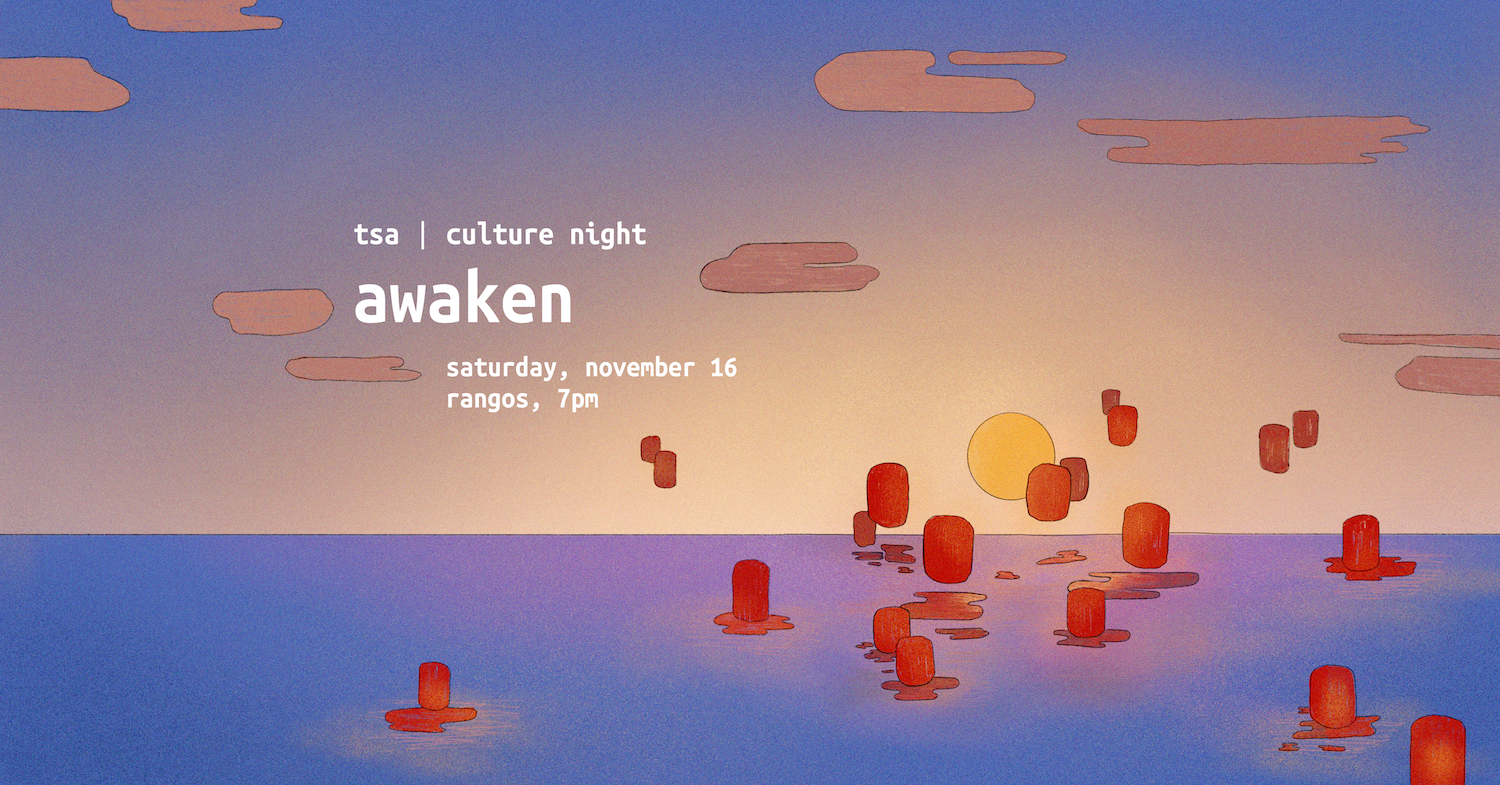 tsa | culture night
awaken
saturday, november 16
rangos, 7pm